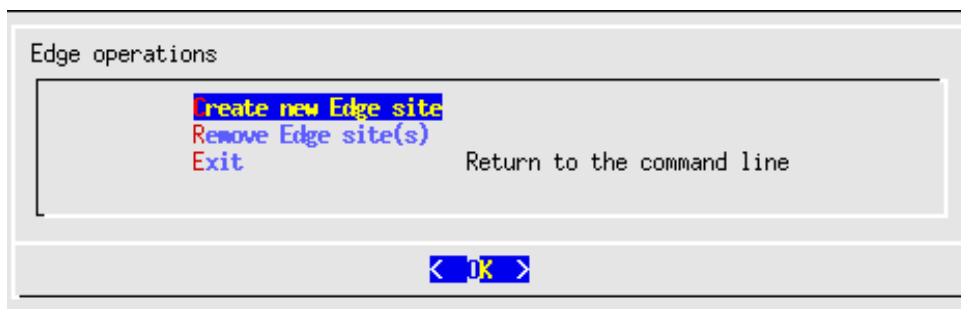 Edge operations
Create new Edge site
Remove Edge site(s)
Exit Return to the command line
< OK >